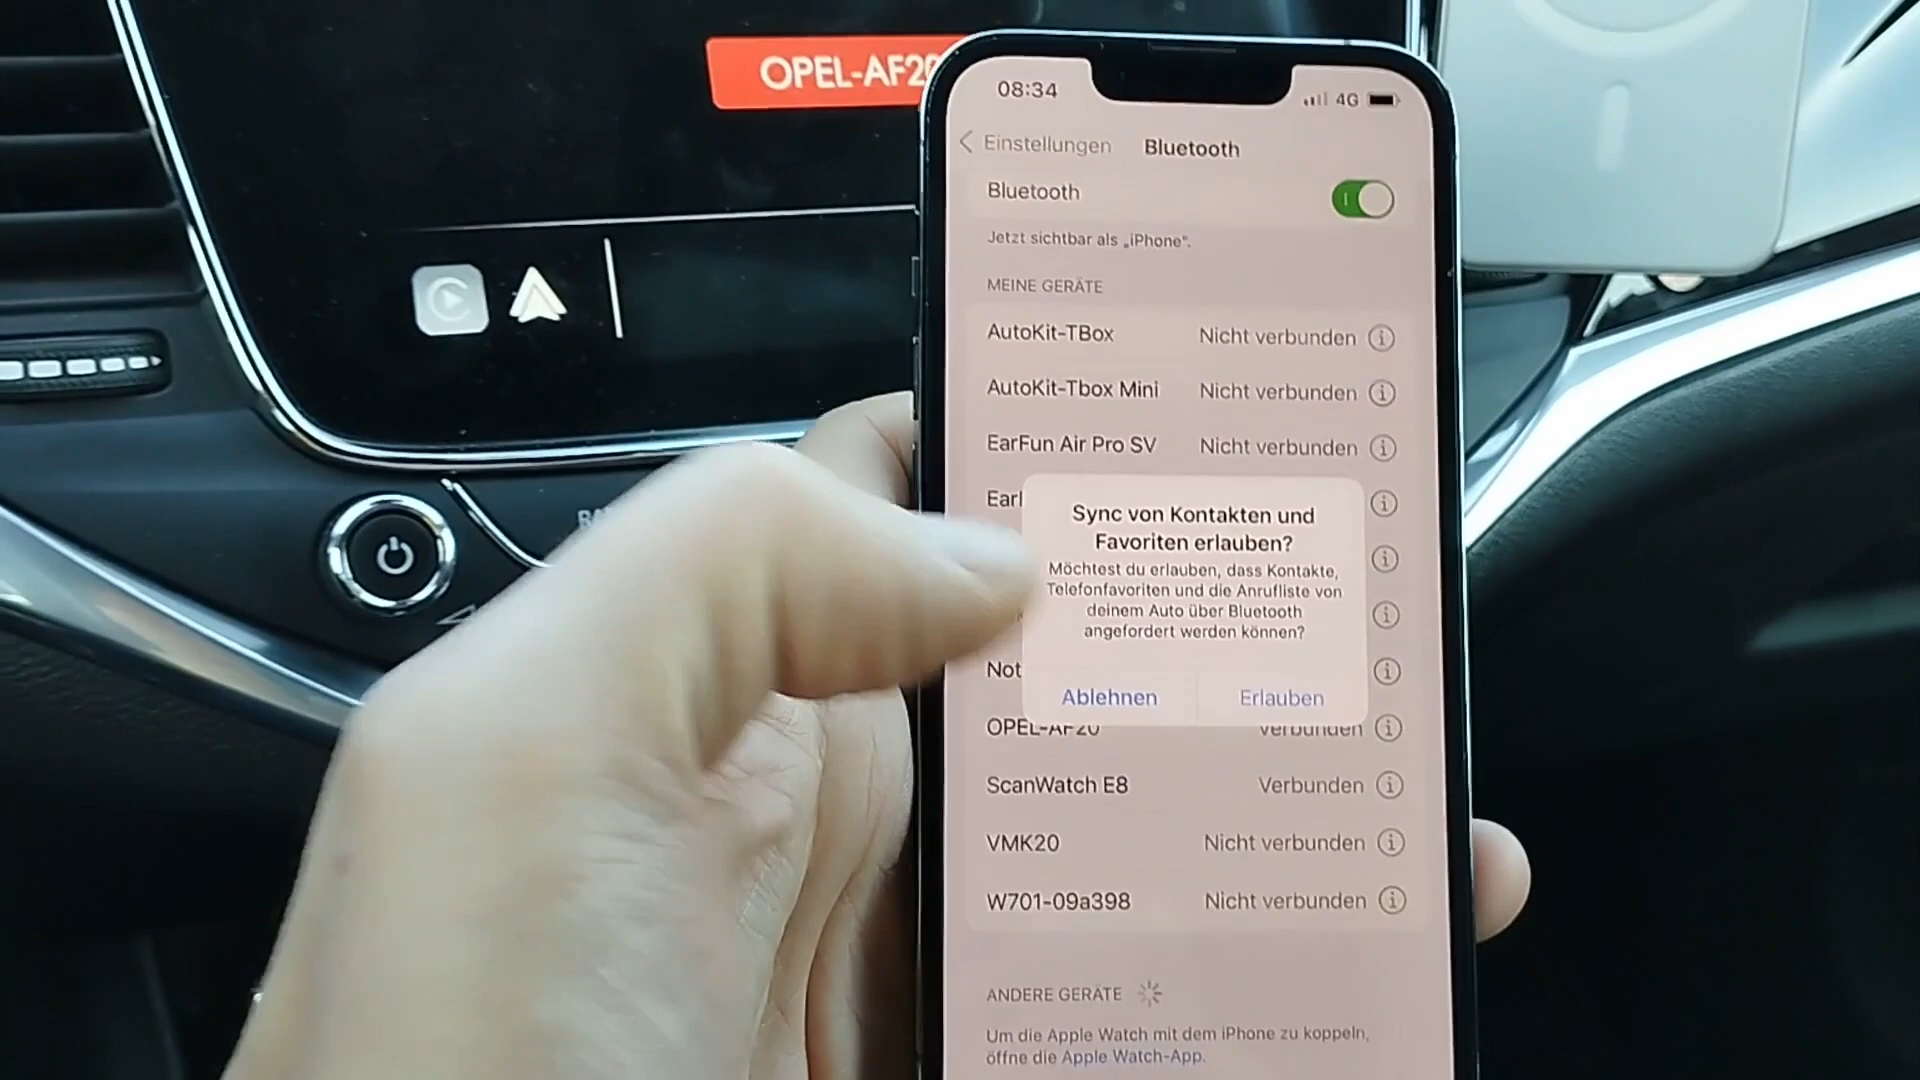 OPEL-AF20
08:34
4G
Einstellungen
Bluetooth
Bluetooth
Jetzt sichtbar als „iPhone“.
MEINE GERÄTE
AutoKit-TBox Nicht verbunden
AutoKit-Tbox Mini Nicht verbunden
EarFun Air Pro SV Nicht verbunden
Sync von Kontakten und
Favoriten erlauben?
Möchtest du erlauben, dass Kontakte,
Telefonfavoriten und die Anrufliste von
deinem Auto über Bluetooth
angefordert werden können?
Ablehnen Erlauben
OPEL-AF20 Verbunden
ScanWatch E8 Verbunden
VMK20 Nicht verbunden
W701-09a398 Nicht verbunden
ANDERE GERÄTE
Um die Apple Watch mit dem iPhone zu koppeln,
öffne die Apple Watch-App.